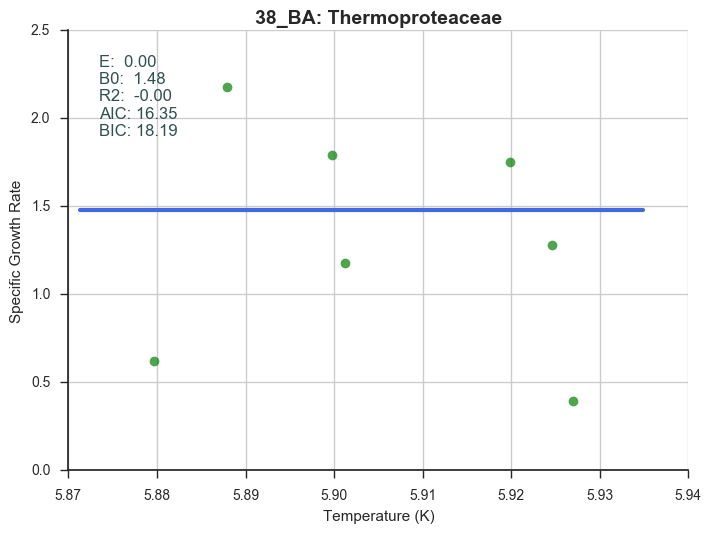 38_BA: Thermoproteaceae
2.5
E:  0.00
B0:  1.48
R2:  -0.00
AIC: 16.35
BIC: 18.19
2.0
1.5
1.0
0.5
0.0
Specific Growth Rate
5.87 5.88 5.89 5.90 5.91 5.92 5.93 5.94
Temperature (K)